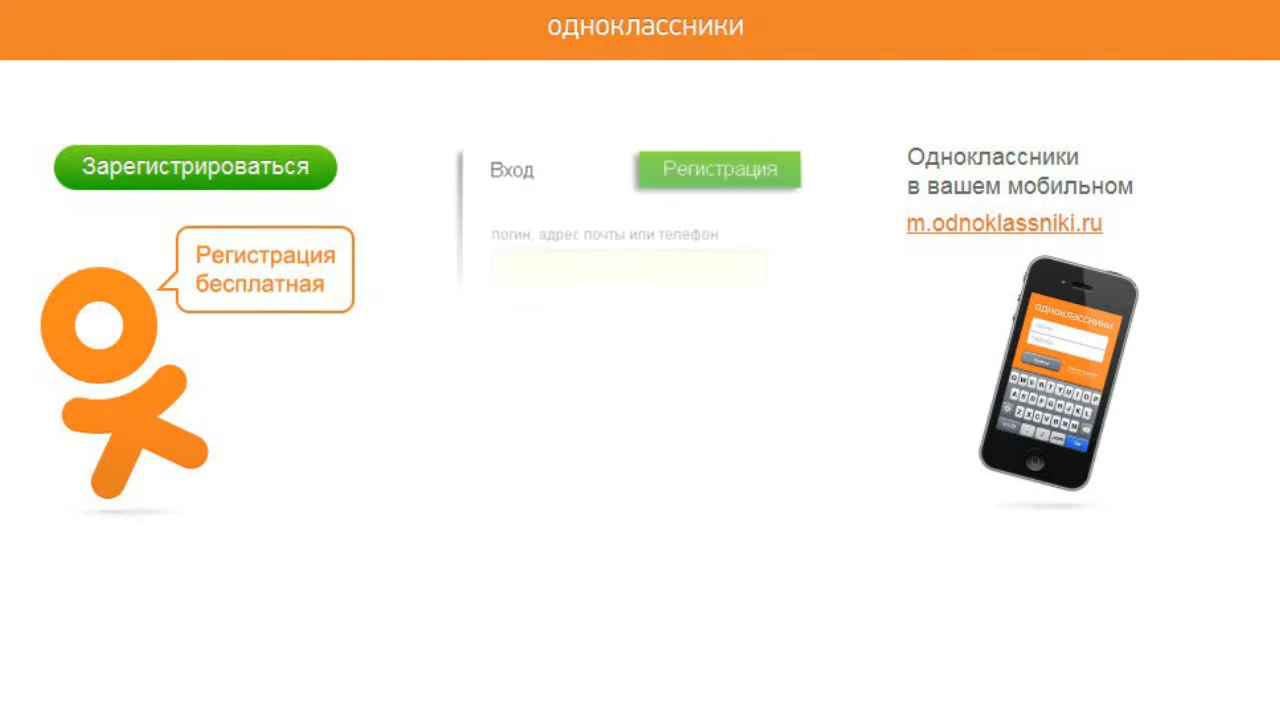 одноклассники
Зарегистрироваться
Регистрация
бесплатная
Вход
Регистрация
логин, адрес почты или телефон
Одноклассники
в вашем мобильном
m.odnoklassniki.ru
одноклассники